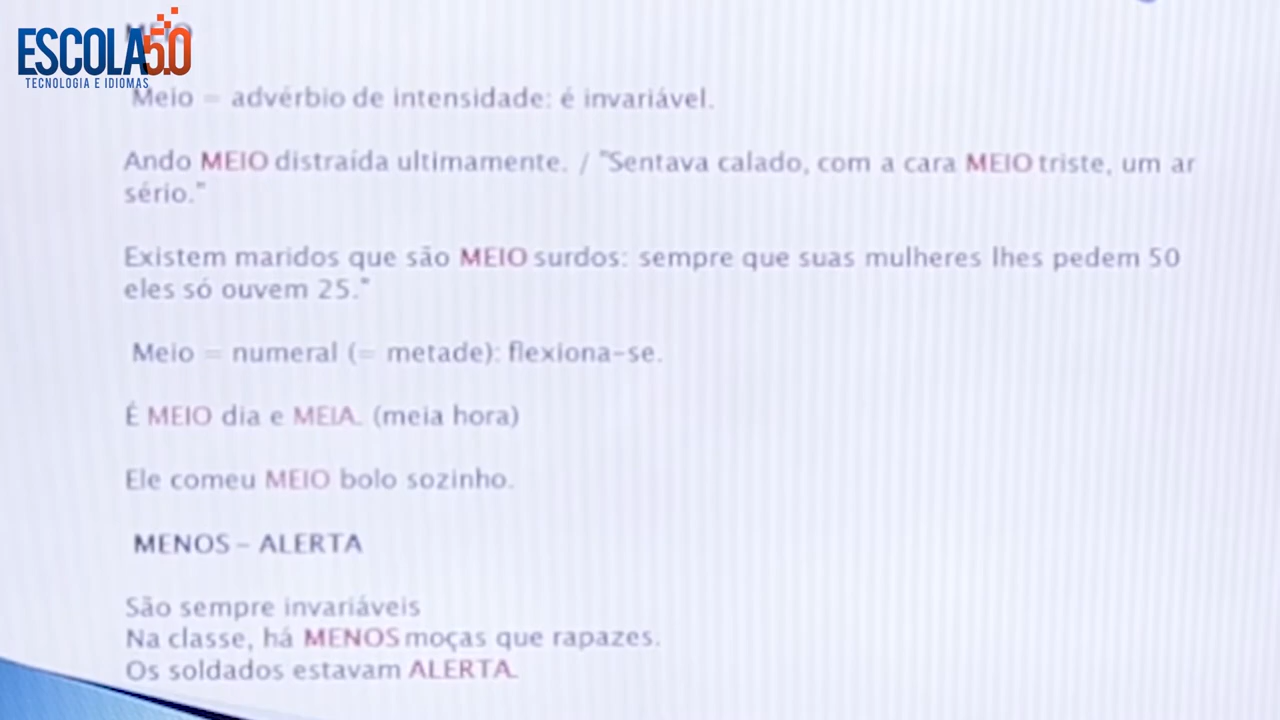 MEIO
ESCOLA5.0
TECNOLOGIA E IDIOMAS
Meio = advérbio de intensidade: é invariável.
Ando MEIO distraída ultimamente. / "Sentava calado, com a cara MEIO triste, um ar
sério."
Existem maridos que são MEIO surdos: sempre que suas mulheres lhes pedem 50
eles só ouvem 25."
Meio = numeral (= metade): flexiona-se.
É MEIO dia e MEIA. (meia hora)
Ele comeu MEIO bolo sozinho.
MENOS - ALERTA
São sempre invariáveis
Na classe, há MENOS moças que rapazes.
Os soldados estavam ALERTA.